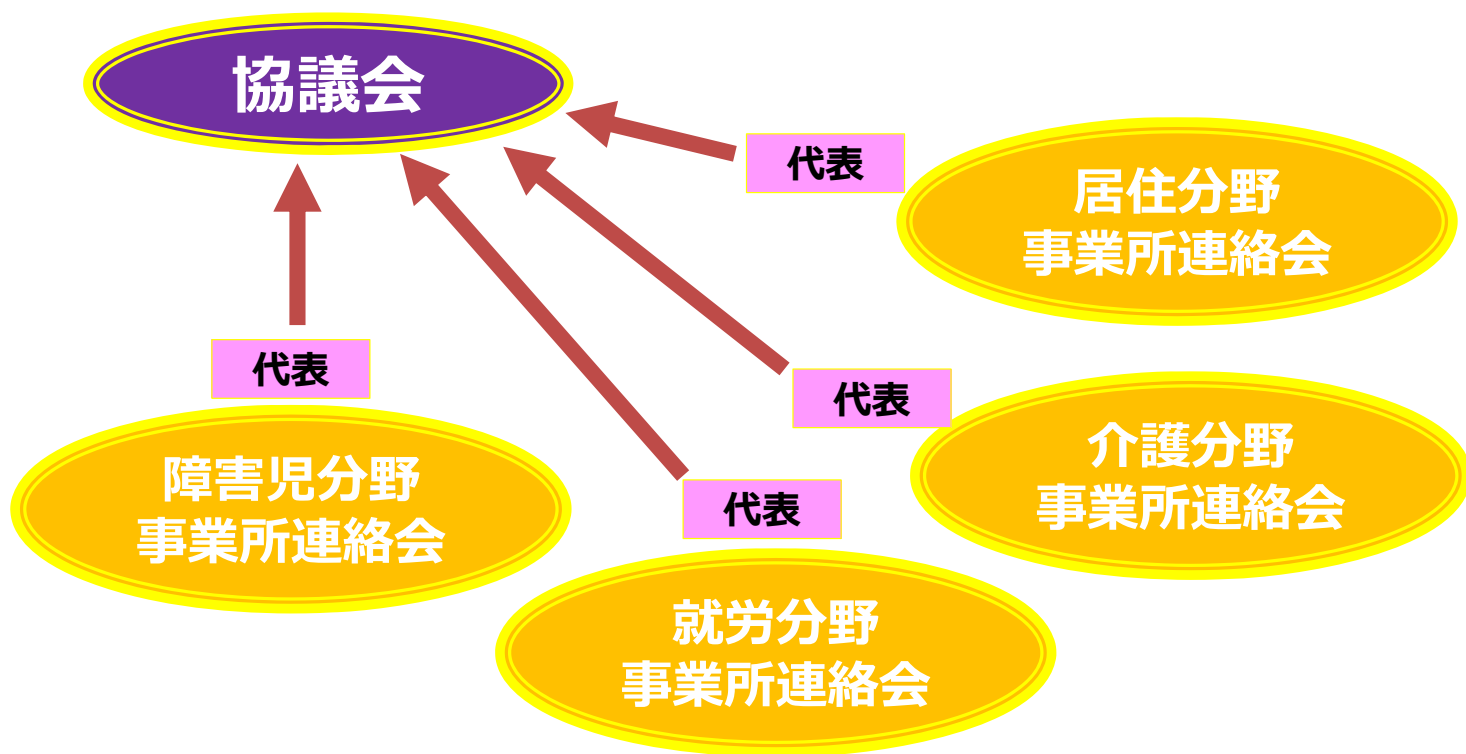 協議会
代表
居住分野
事業所連絡会
代表
障害児分野
事業所連絡会
代表
介護分野
事業所連絡会
代表
就労分野
事業所連絡会